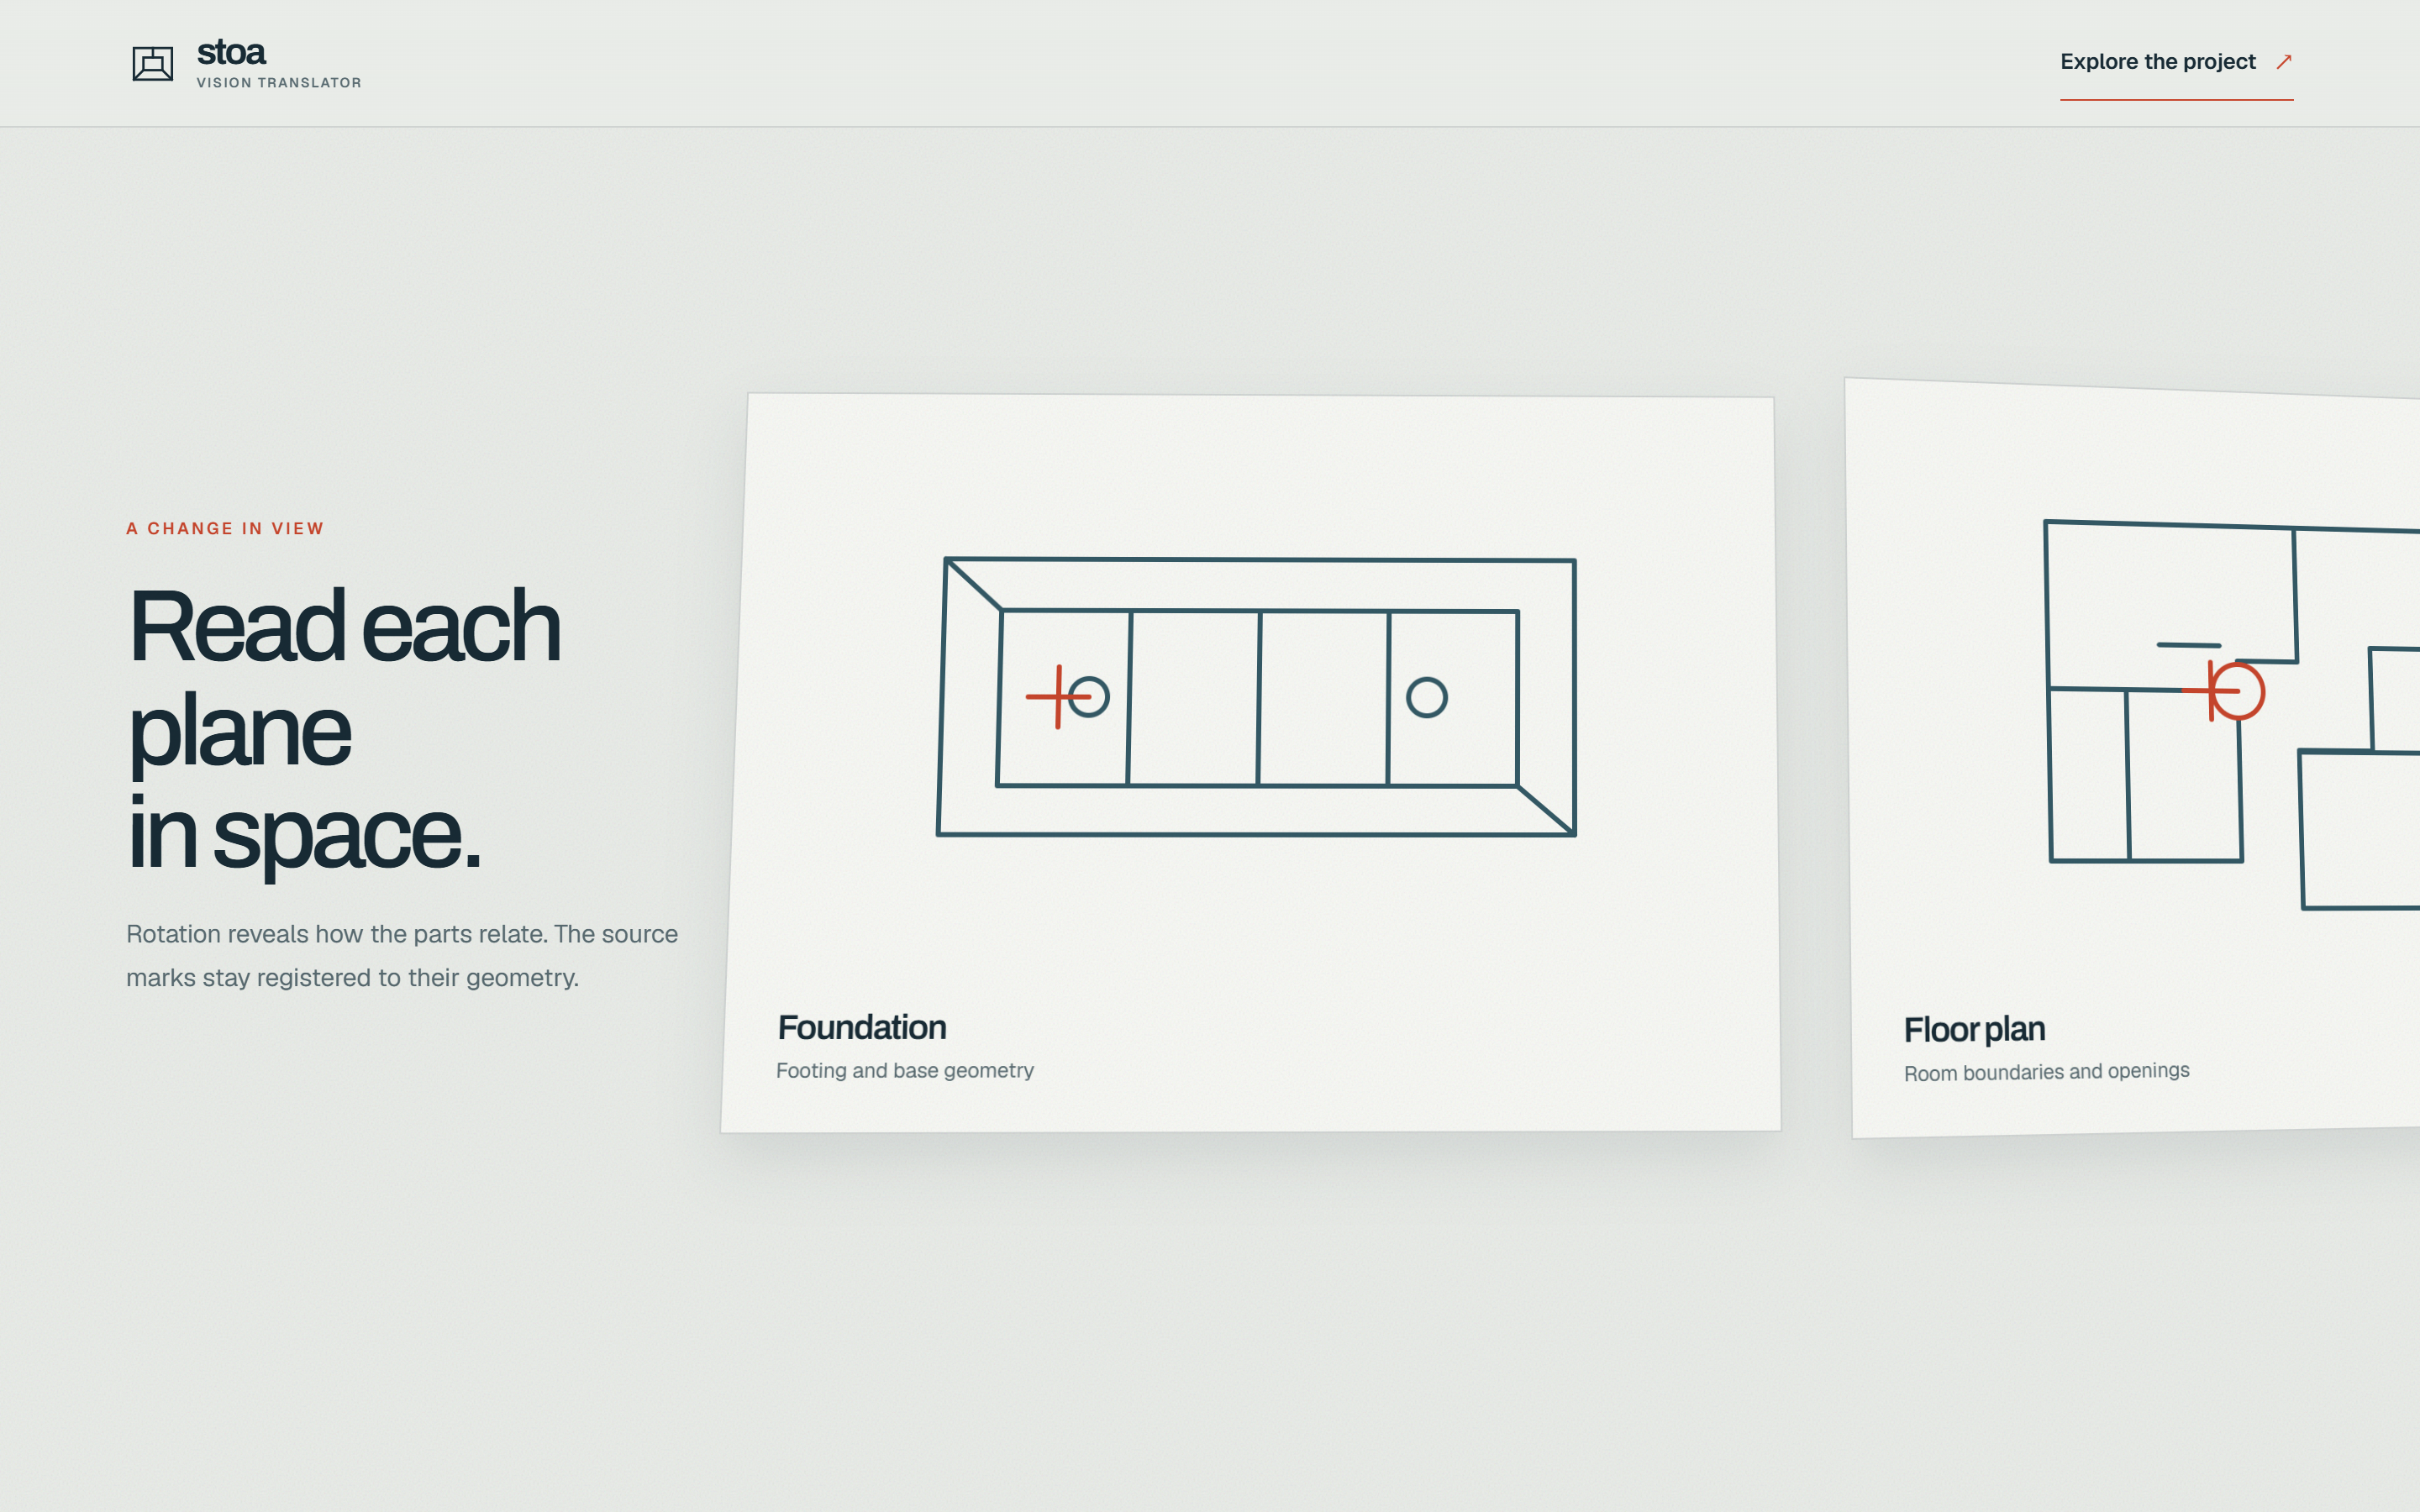 stoa
VISION TRANSLATOR
Explore the project ↗
A CHANGE IN VIEW
Read each
plane
in space.
Rotation reveals how the parts relate. The source
marks stay registered to their geometry.
Foundation
Footing and base geometry
Floor plan
Room boundaries and openings